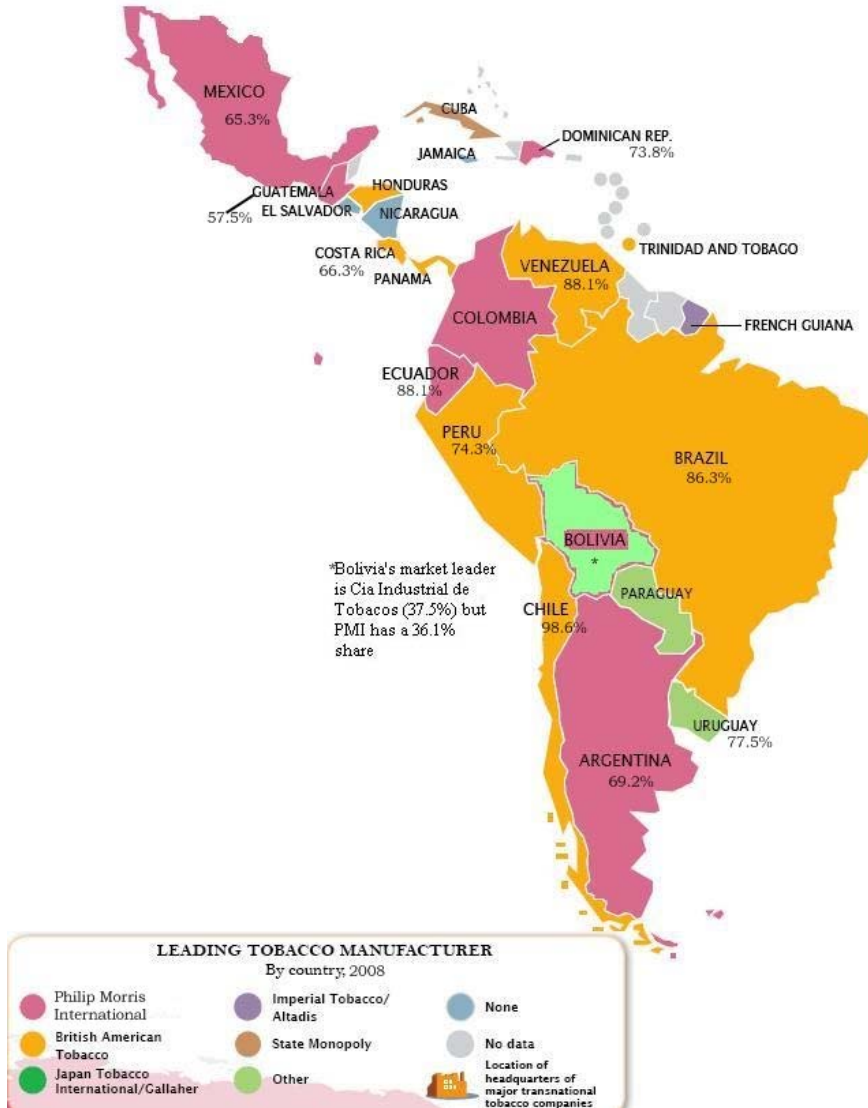 MEXICO
65.3%
CUBA
DOMINICAN REP.
73.8%
JAMAICA
GUATEMALA
HONDURAS
57.5%
EL SALVADOR
NICARAGUA
COSTA RICA
66.3%
PANAMA
TRINIDAD AND TOBAGO
VENEZUELA
88.1%
COLOMBIA
FRENCH GUIANA
ECUADOR
88.1%
PERU
74.3%
BRAZIL
86.3%
BOLIVIA
*
*Bolivia's market leader
is Cia Industrial de
Tobacos (37.5%) but
PMI has a 36.1%
share
PARAGUAY
CHILE
98.6%
URUGUAY
77.5%
ARGENTINA
69.2%
LEADING TOBACCO MANUFACTURER
By country, 2008
Philip Morris
International
British American
Tobacco
Japan Tobacco
International/Gallaher
Imperial Tobacco/
Altadis
State Monopoly
Other
None
No data
Location of
headquarters of
major transnational
tobacco companies